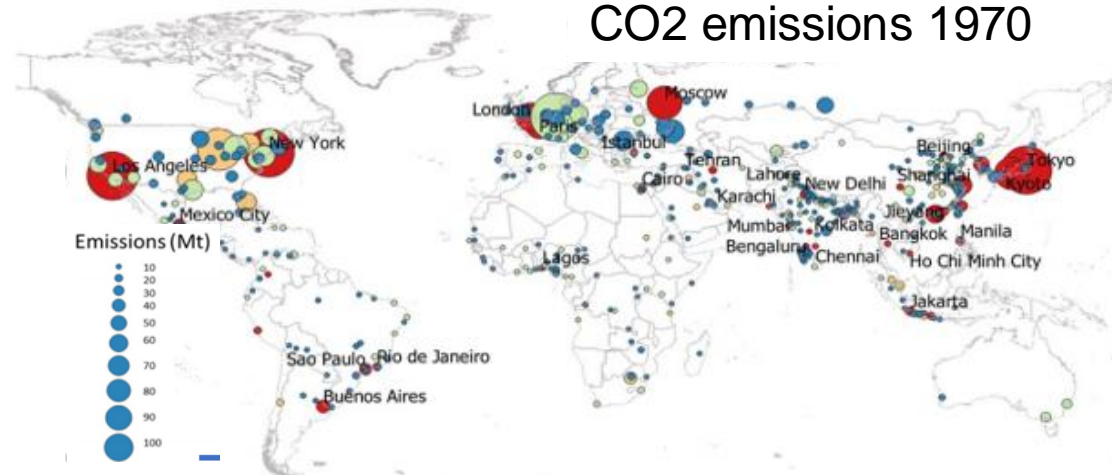 CO2 emissions 1970
London
Moscow
Paris
Istanbul
New York
Los Angeles
Mexico City
Tehran
Lahore
Beijing
Tokyo
Cairo
New Delhi
Shanghai
Kyoto
Karachi
Jieyang
Mumbai
Kolkata
Bangkok
Manila
Bengaluru
Chennai
Ho Chi Minh City
Lagos
Jakarta
Sao Paulo
Rio de Janeiro
Buenos Aires
Emissions (Mt)
10
20
30
40
50
60
70
80
90
100